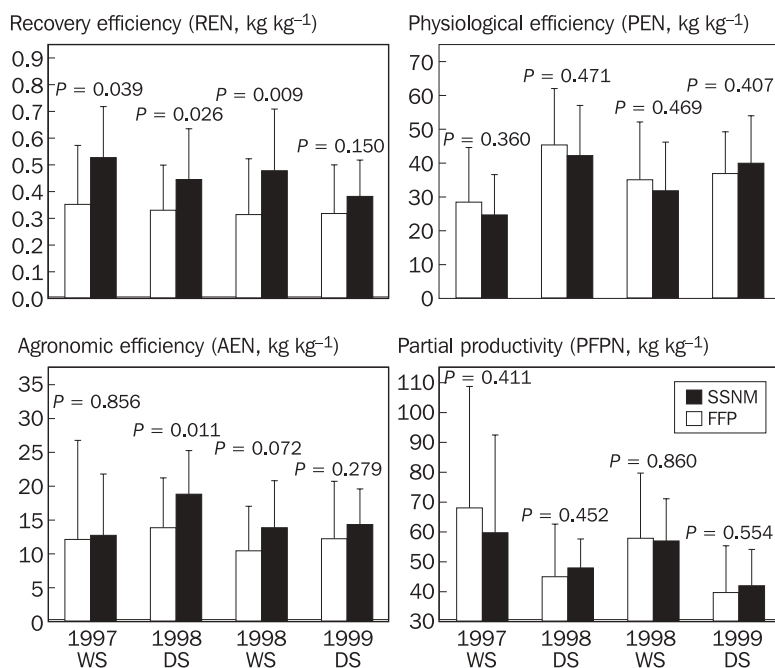 Recovery efficiency (REN, kg kg⁻¹)
0.9
0.8
0.7
0.6
0.5
0.4
0.3
0.2
0.1
0.0
P = 0.039
P = 0.026
P = 0.009
P = 0.150
Physiological efficiency (PEN, kg kg⁻¹)
70
60
50
40
30
20
10
0
P = 0.360
P = 0.471
P = 0.469
P = 0.407
Agronomic efficiency (AEN, kg kg⁻¹)
35
30
25
20
15
10
5
0
P = 0.856
P = 0.011
P = 0.072
P = 0.279
1997 1998 1998 1999
WS DS WS DS
Partial productivity (PFPN, kg kg⁻¹)
110
100
90
80
70
60
50
40
30
P = 0.411
P = 0.452
P = 0.860
P = 0.554
SSNM
FFP
1997 1998 1998 1999
WS DS WS DS